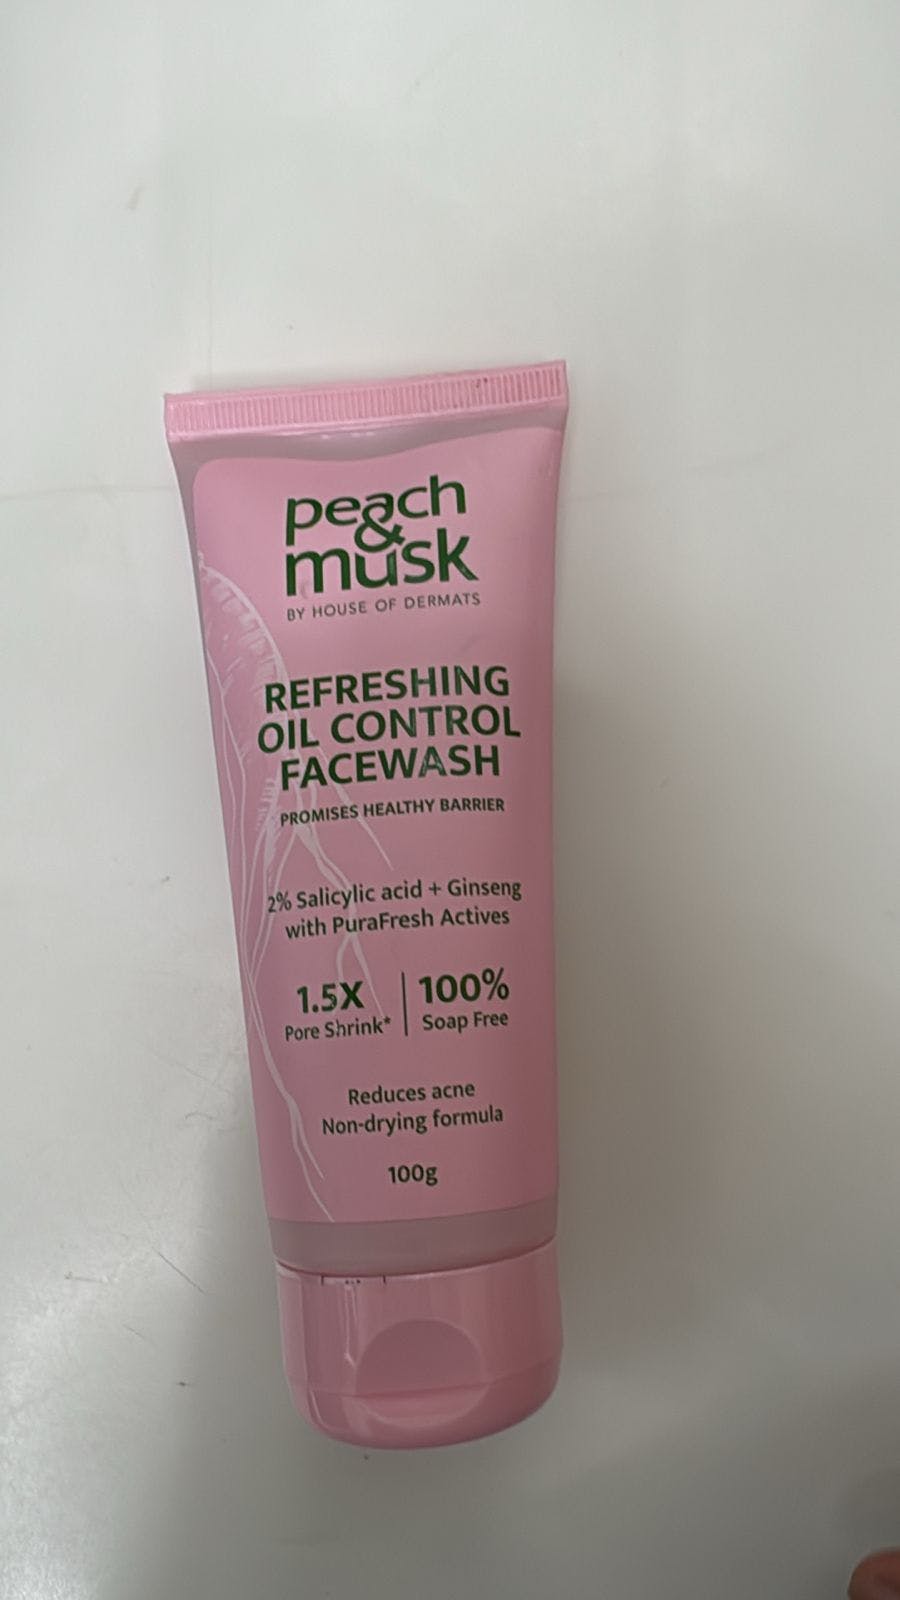 peach
&
musk
BY HOUSE OF DERMATS
REFRESHING
OIL CONTROL
FACEWASH
PROMISES HEALTHY BARRIER
2% Salicylic acid + Ginseng
with PuraFresh Actives
1.5X
Pore Shrink*
100%
Soap Free
Reduces acne
Non-drying formula
100g